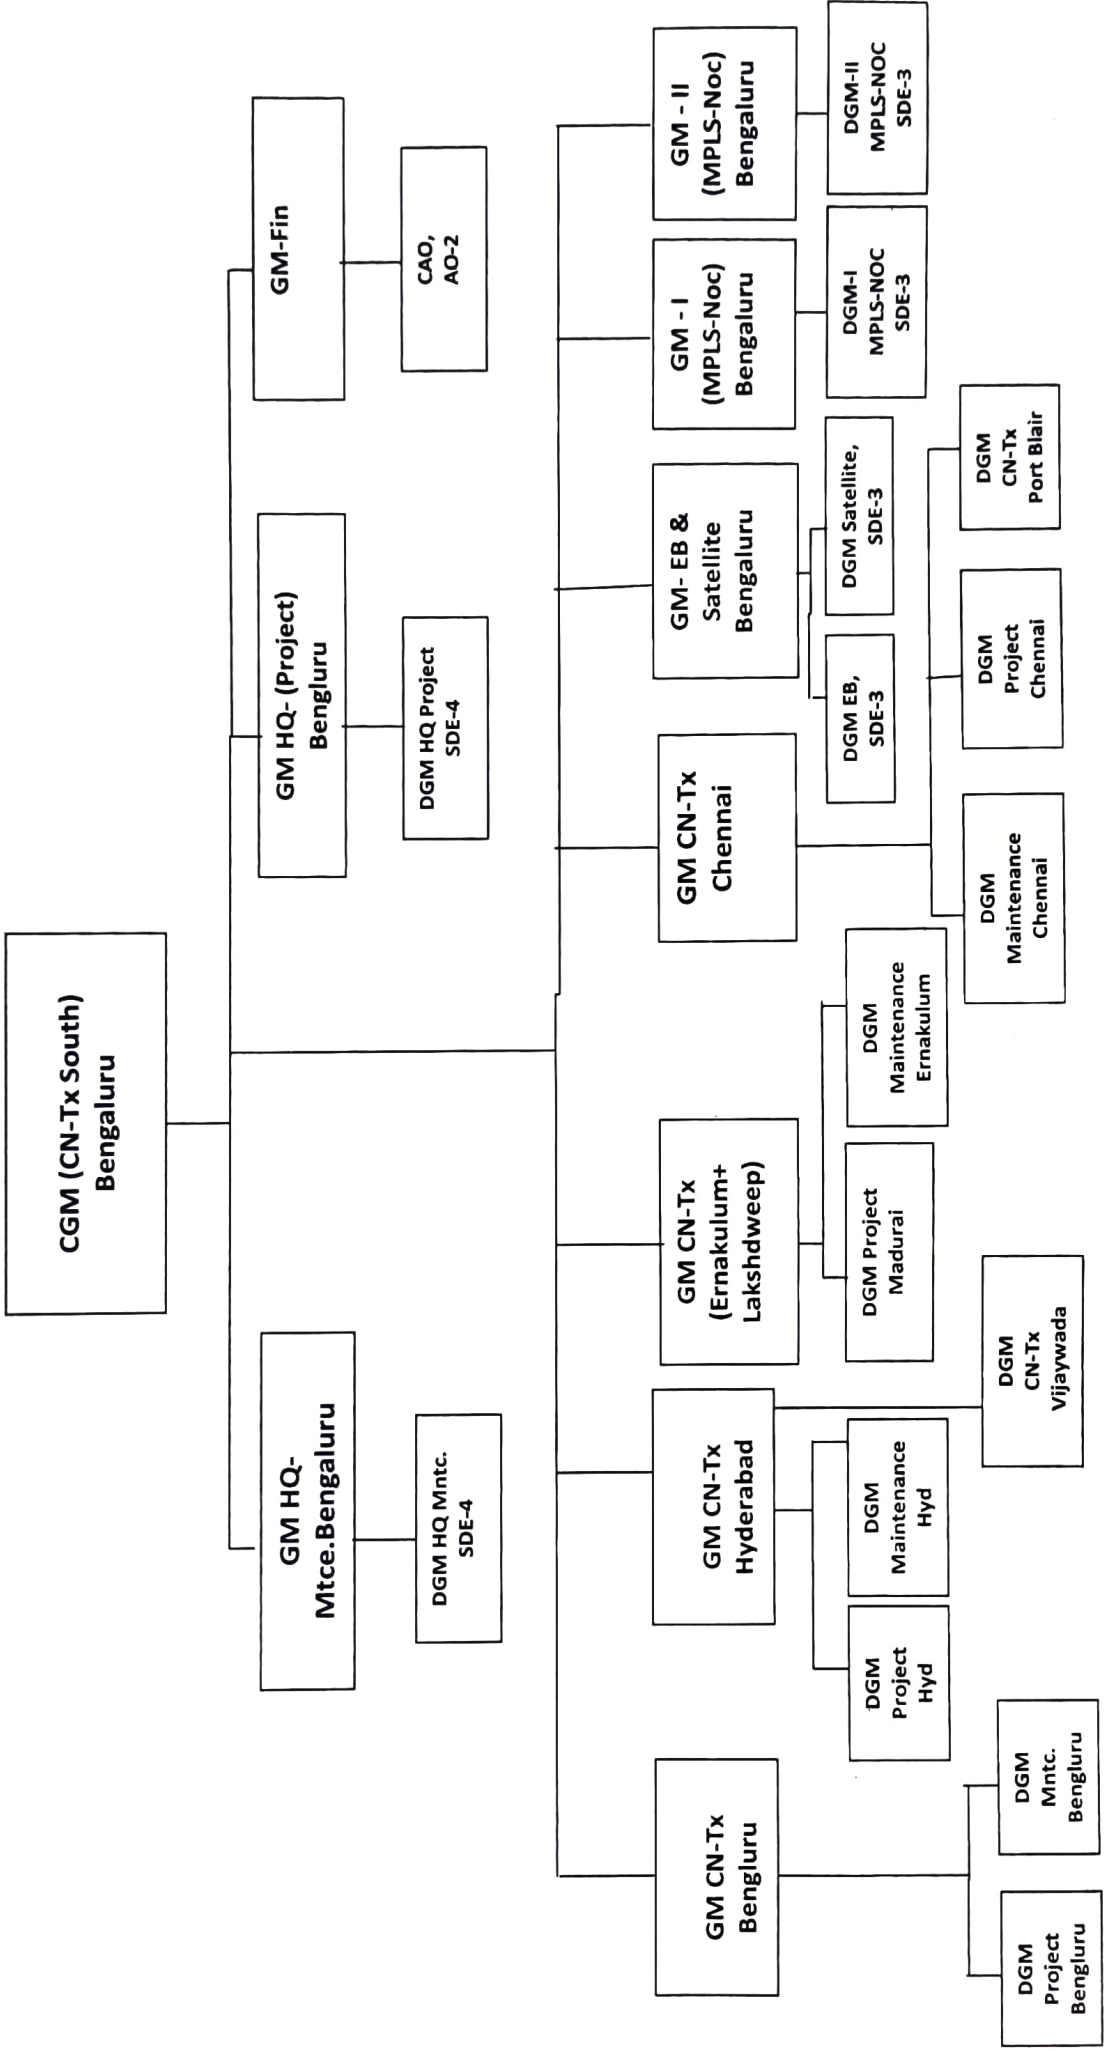 CGM (CN-Tx South)
Bengaluru
GM HQ-
Mtce.Bengaluru
GM HQ- (Project)
Bengluru
GM-Fin
DGM HQ Mntc.
SDE-4
DGM HQ Project
SDE-4
CAO,
AO-2
GM CN-Tx
Bengluru
GM CN-Tx
Hyderabad
GM CN-Tx
(Ernakulum+
Lakshdweep)
GM CN-Tx
Chennai
GM- EB &
Satellite
Bengaluru
GM - I
(MPLS-Noc)
Bengaluru
GM - II
(MPLS-Noc)
Bengaluru
DGM
Project
Bengluru
DGM
Mntc.
Bengluru
DGM
Project
Hyd
DGM
Maintenance
Hyd
DGM
CN-Tx
Vijaywada
DGM Project
Madurai
DGM
Maintenance
Ernakulum
DGM
Maintenance
Chennai
DGM
Project
Chennai
DGM
CN-Tx
Port Blair
DGM EB,
SDE-3
DGM Satellite,
SDE-3
DGM-I
MPLS-NOC
SDE-3
DGM-II
MPLS-NOC
SDE-3